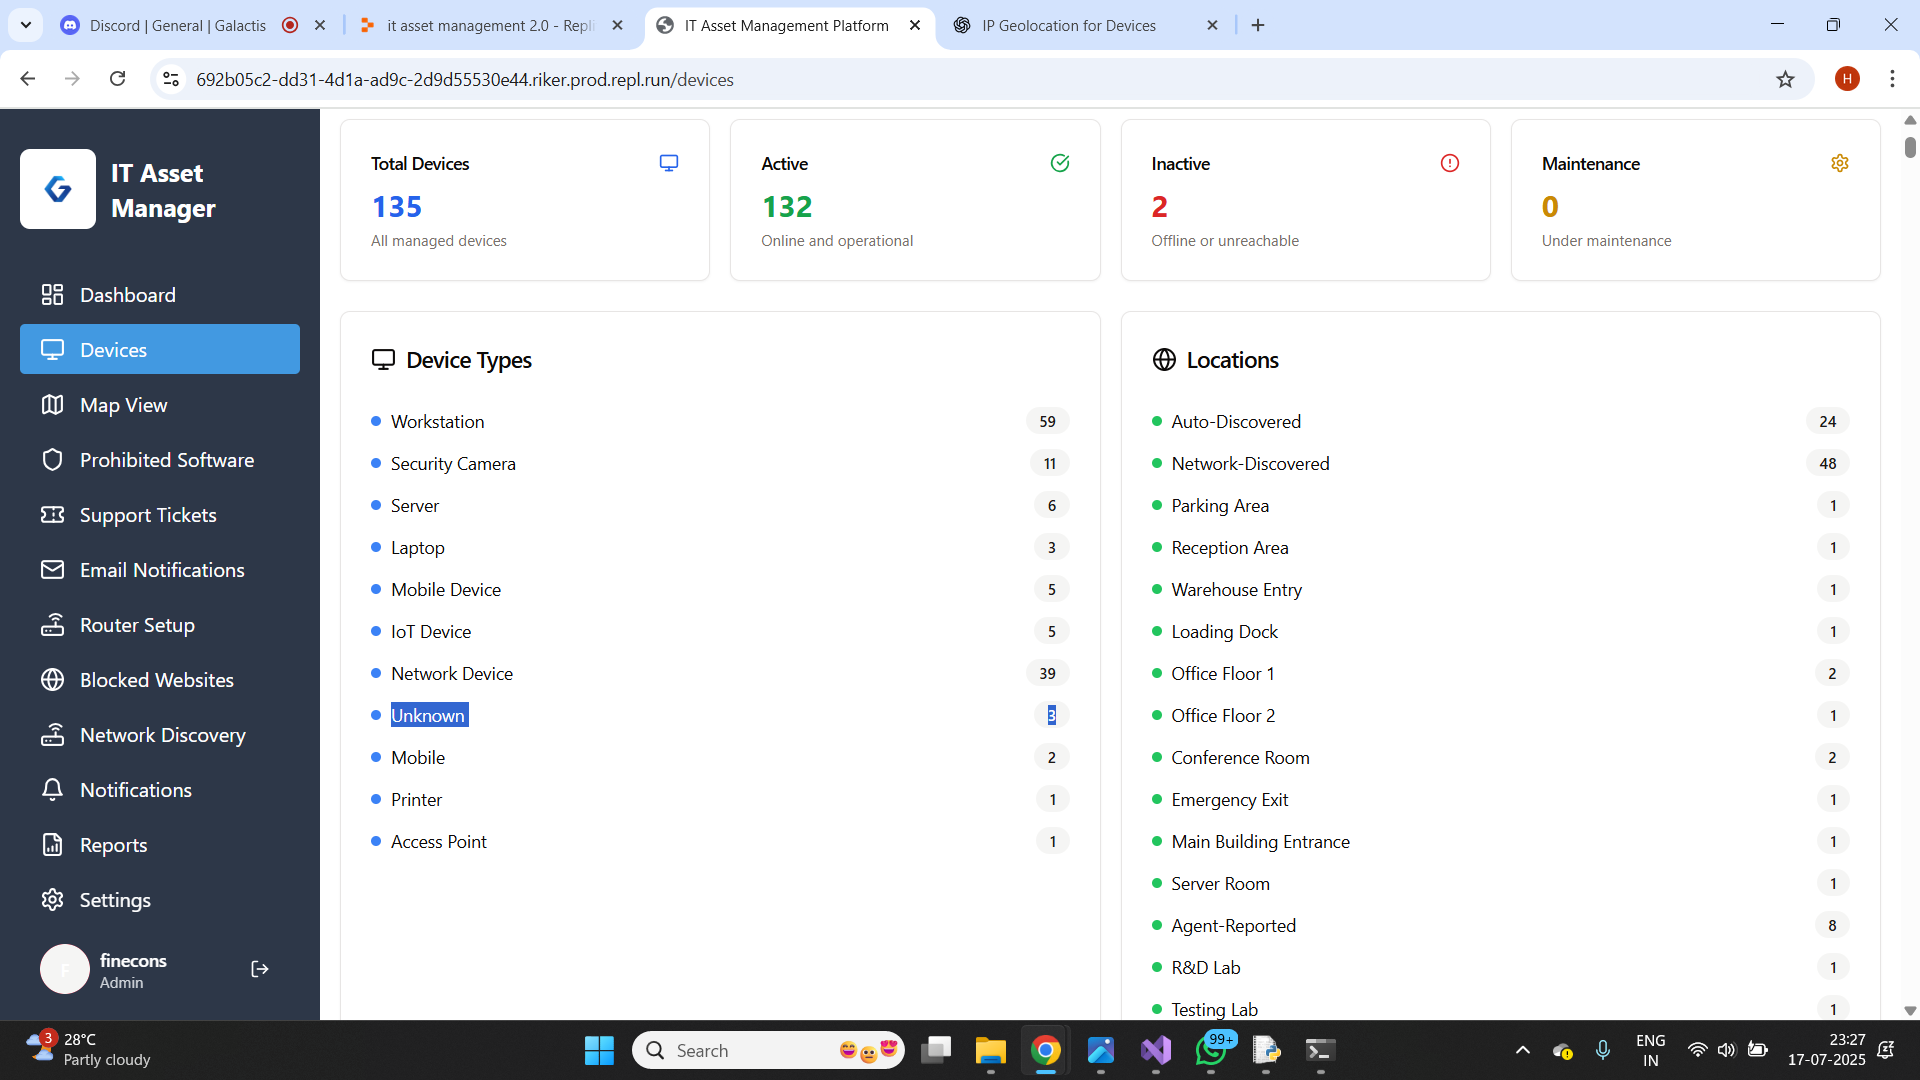 Discord | General | Galactis
it asset management 2.0 - Repli
IT Asset Management Platform
IP Geolocation for Devices
692b05c2-dd31-4d1a-ad9c-2d9d55530e44.riker.prod.repl.run/devices
H
IT Asset
Manager
Dashboard
Devices
Map View
Prohibited Software
Support Tickets
Email Notifications
Router Setup
Blocked Websites
Network Discovery
Notifications
Reports
Settings
F
finecons
Admin
Total Devices
135
All managed devices
Active
132
Online and operational
Inactive
2
Offline or unreachable
Maintenance
0
Under maintenance
Device Types
Workstation 59
Security Camera 11
Server 6
Laptop 3
Mobile Device 5
IoT Device 5
Network Device 39
Unknown 3
Mobile 2
Printer 1
Access Point 1
Locations
Auto-Discovered 24
Network-Discovered 48
Parking Area 1
Reception Area 1
Warehouse Entry 1
Loading Dock 1
Office Floor 1 2
Office Floor 2 1
Conference Room 2
Emergency Exit 1
Main Building Entrance 1
Server Room 1
Agent-Reported 8
R&D Lab 1
Testing Lab 1
3
28°C
Partly cloudy
Search
99+
ENG
IN
23:27
17-07-2025